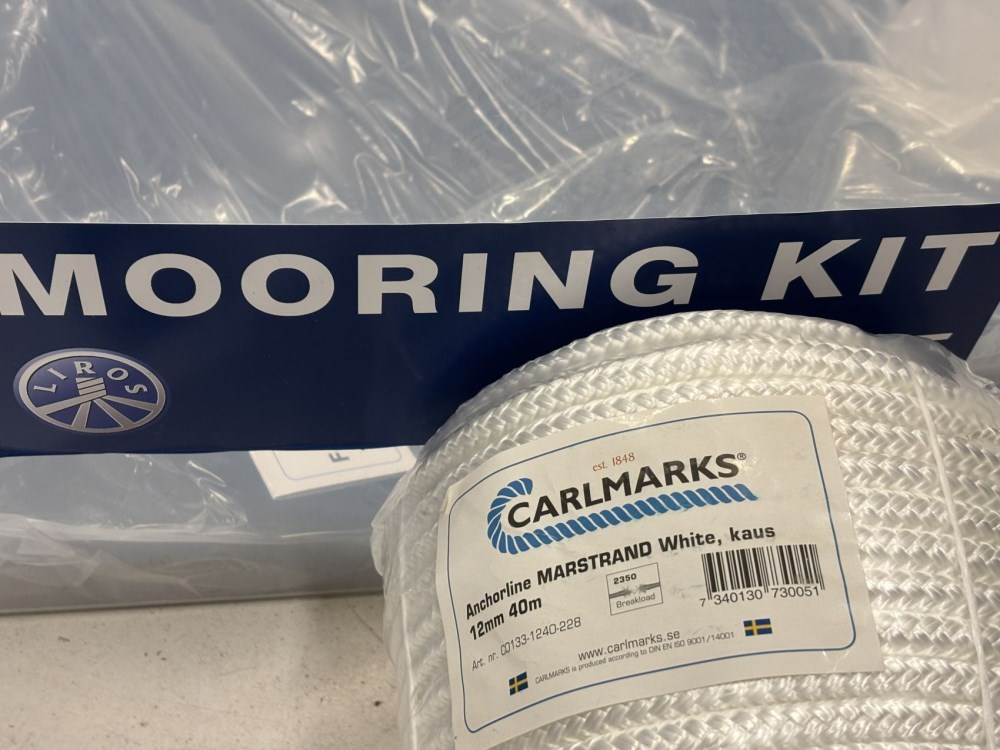 MOORING KIT
LIROS
est. 1848
CARLMARKS®
Anchorline MARSTRAND White, kaus
12mm 40m
2350
Breakload
7 340130 730051
Art. nr. 00133-1240-228
www.carlmarks.se
CARLMARKS is produced according to DIN EN ISO 9001/14001